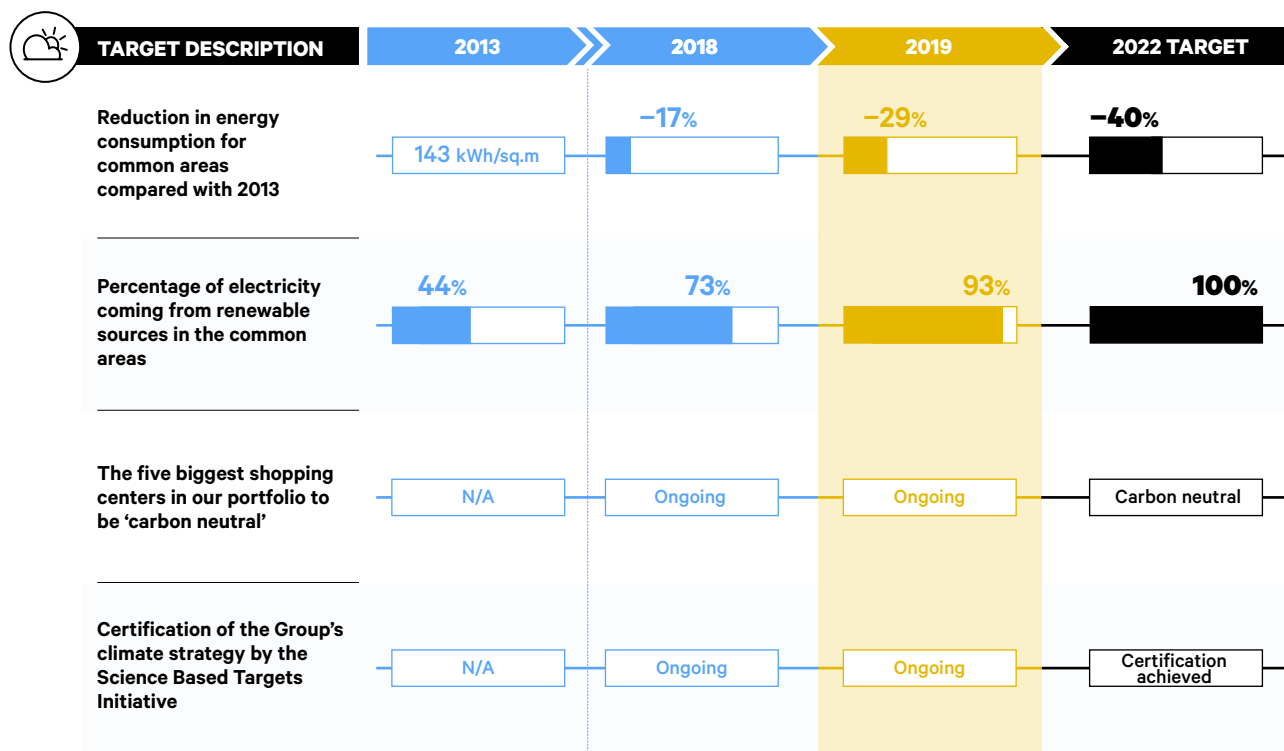 TARGET DESCRIPTION
2013
2018
2019
2022 TARGET
Reduction in energy
consumption for
common areas
compared with 2013
143 kWh/sq.m
−17%
−29%
−40%
Percentage of electricity
coming from renewable
sources in the common
areas
44%
73%
93%
100%
The five biggest shopping
centers in our portfolio to
be ‘carbon neutral’
N/A
Ongoing
Ongoing
Carbon neutral
Certification of the Group’s
climate strategy by the
Science Based Targets
Initiative
N/A
Ongoing
Ongoing
Certification
achieved